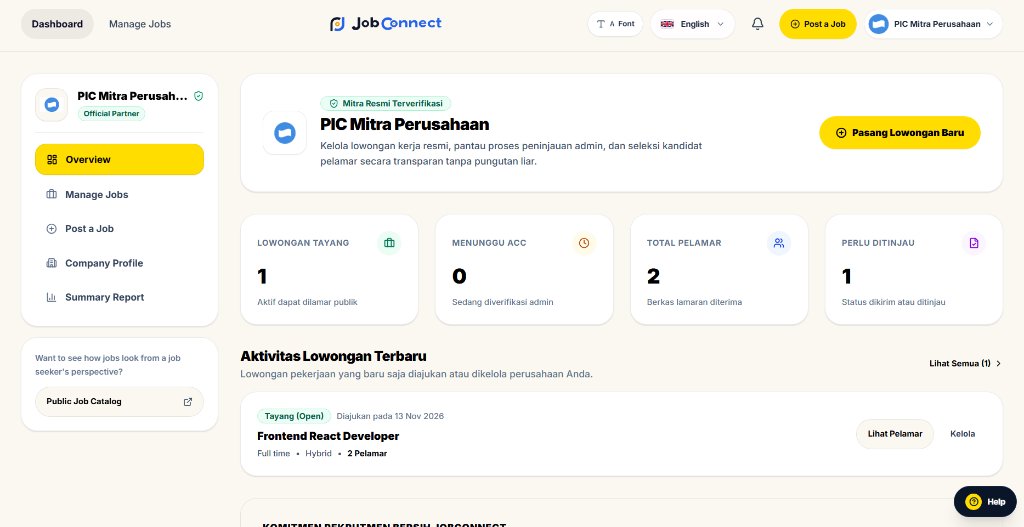 Dashboard
Manage Jobs
JobConnect
Font
English
Post a Job
PIC Mitra Perusahaan
PIC Mitra Perusah...
Official Partner
Overview
Manage Jobs
Post a Job
Company Profile
Summary Report
Want to see how jobs look from a job
seeker's perspective?
Public Job Catalog
Mitra Resmi Terverifikasi
PIC Mitra Perusahaan
Kelola lowongan kerja resmi, pantau proses peninjauan admin, dan seleksi kandidat
pelamar secara transparan tanpa pungutan liar.
Pasang Lowongan Baru
LOWONGAN TAYANG
1
Aktif dapat dilamar publik
MENUNGGU ACC
0
Sedang diverifikasi admin
TOTAL PELAMAR
2
Berkas lamaran diterima
PERLU DITINJAU
1
Status dikirim atau ditinjau
Aktivitas Lowongan Terbaru
Lowongan pekerjaan yang baru saja diajukan atau dikelola perusahaan Anda.
Lihat Semua (1)
Tayang (Open) Diajukan pada 13 Nov 2026
Frontend React Developer
Full time • Hybrid • 2 Pelamar
Lihat Pelamar
Kelola
KOMITMEN REKRUTMEN BERSIH JOBCONNECT
Help